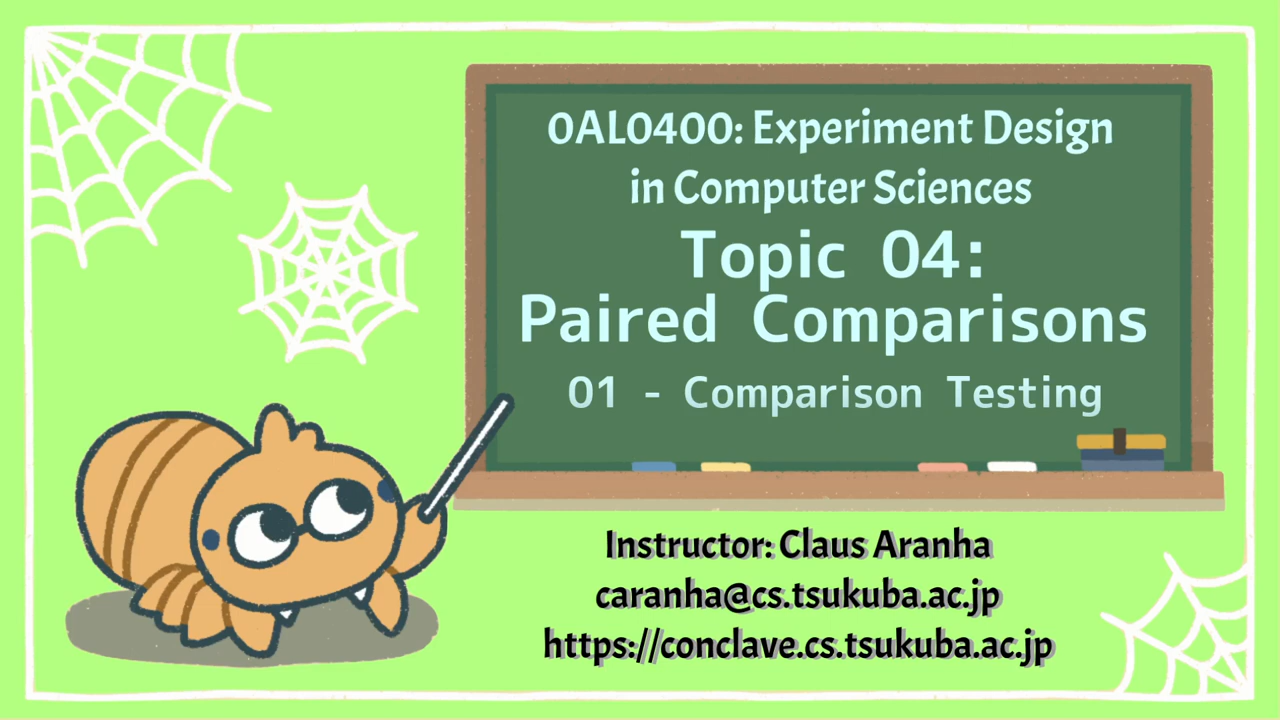 0AL0400: Experiment Design
in Computer Sciences
Topic 04:
Paired Comparisons
01 - Comparison Testing
Instructor: Claus Aranha
caranha@cs.tsukuba.ac.jp
https://conclave.cs.tsukuba.ac.jp